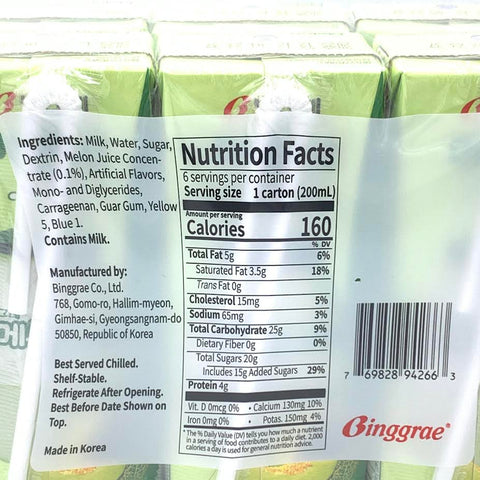 Ingredients: Milk, Water, Sugar,
Dextrin, Melon Juice Concen-
trate (0.1%), Artificial Flavors,
Mono- and Diglycerides,
Carrageenan, Guar Gum, Yellow
5, Blue 1.
Contains Milk.
Manufactured by:
Binggrae Co., Ltd.
768, Gomo-ro, Hallim-myeon,
Gimhae-si, Gyeongsangnam-do
50850, Republic of Korea
Best Served Chilled.
Shelf-Stable.
Refrigerate After Opening.
Best Before Date Shown on
Top.
Made in Korea
Nutrition Facts
6 servings per container
Serving size 1 carton (200mL)
Amount per serving
Calories 160
% DV
Total Fat 5g 6%
Saturated Fat 3.5g 18%
Trans Fat 0g
Cholesterol 15mg 5%
Sodium 65mg 3%
Total Carbohydrate 25g 9%
Dietary Fiber 0g 0%
Total Sugars 20g
Includes 15g Added Sugars 29%
Protein 4g
Vit. D 0mcg 0% • Calcium 130mg 10%
Iron 0mg 0% • Potas. 150mg 4%
* The % Daily Value (DV) tells you how much a nutrient
in a serving of food contributes to a daily diet. 2,000
calories a day is used for general nutrition advice.
7 69828 94266 3
Binggrae®